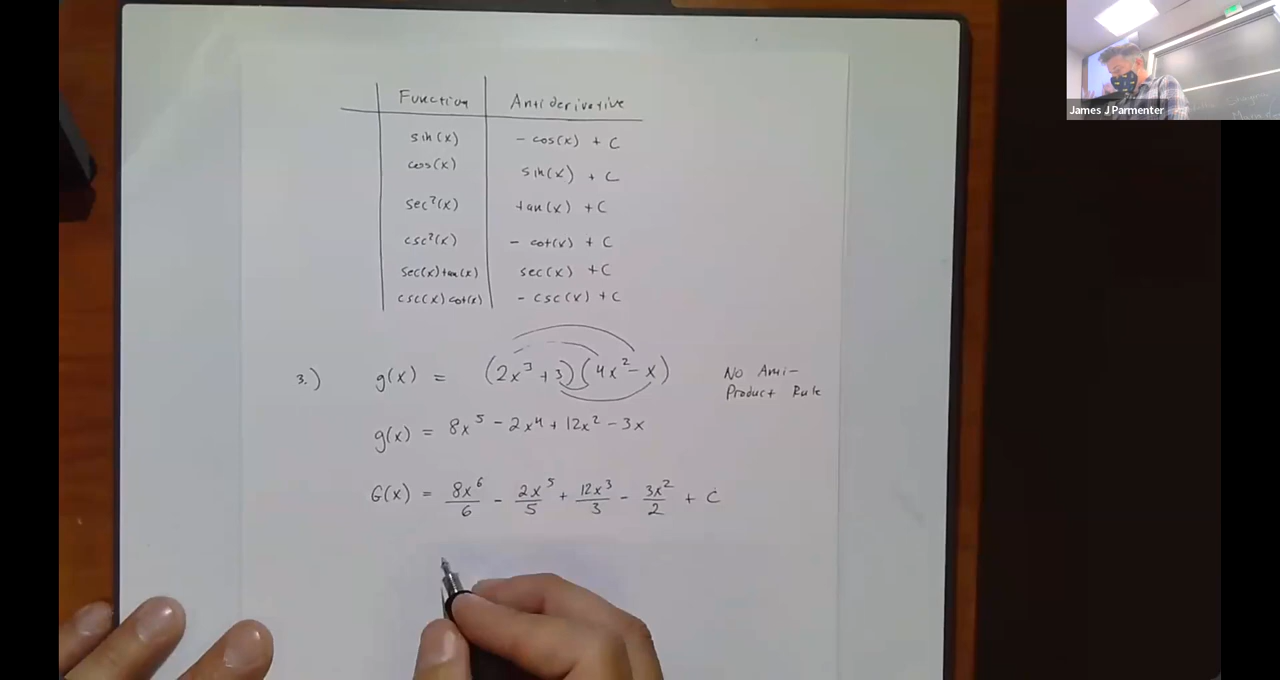 James J Parmenter
Function Antiderivative
sin(x) - cos(x) + C
cos(x) sin(x) + C
sec²(x) tan(x) + C
csc²(x) - cot(x) + C
sec(x)tan(x) sec(x) + C
csc(x)cot(x) - csc(x) + C
3.) g(x) = (2x³ + 3)(4x² - x) No Anti-
Product Rule
g(x) = 8x⁵ - 2x⁴ + 12x² - 3x
G(x) = 8x⁶/6 - 2x⁵/5 + 12x³/3 - 3x²/2 + C